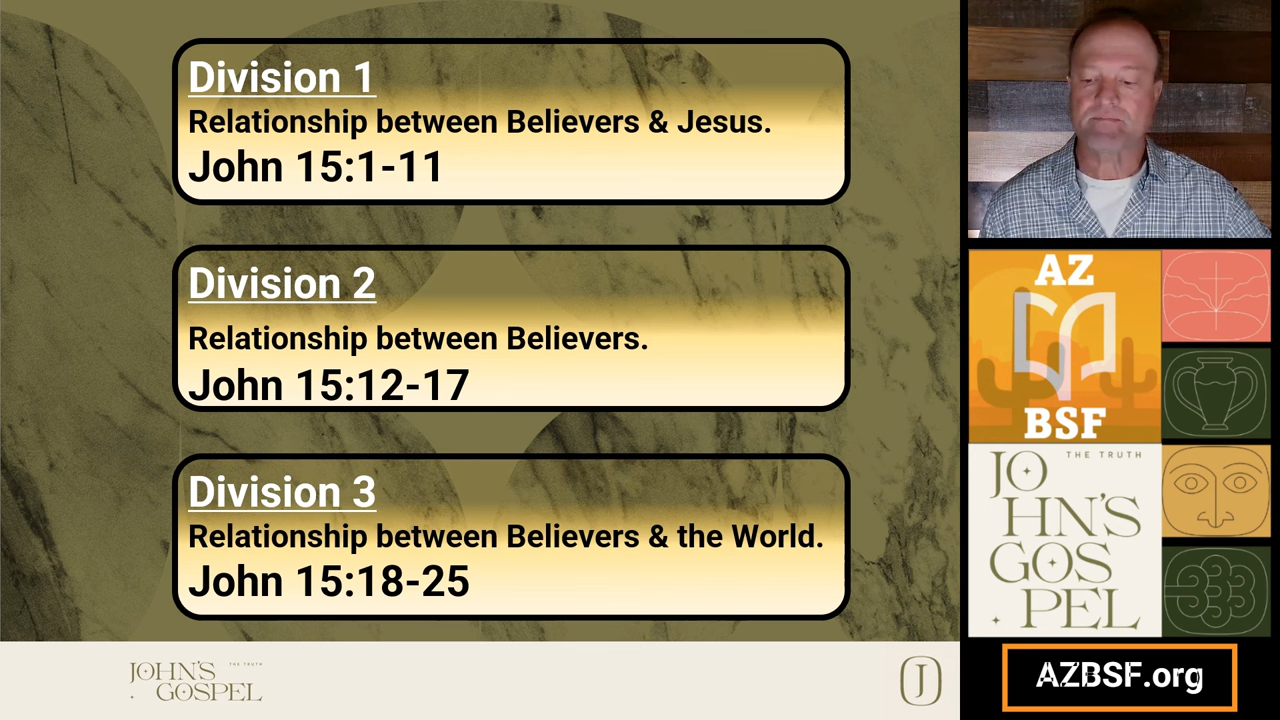 Division 1
Relationship between Believers & Jesus.
John 15:1-11
Division 2
Relationship between Believers.
John 15:12-17
Division 3
Relationship between Believers & the World.
John 15:18-25
JOHN'S THE TRUTH
GOSPEL
J
AZ
BSF
JO THE TRUTH
HN'S
GOS
PEL
AZBSF.org